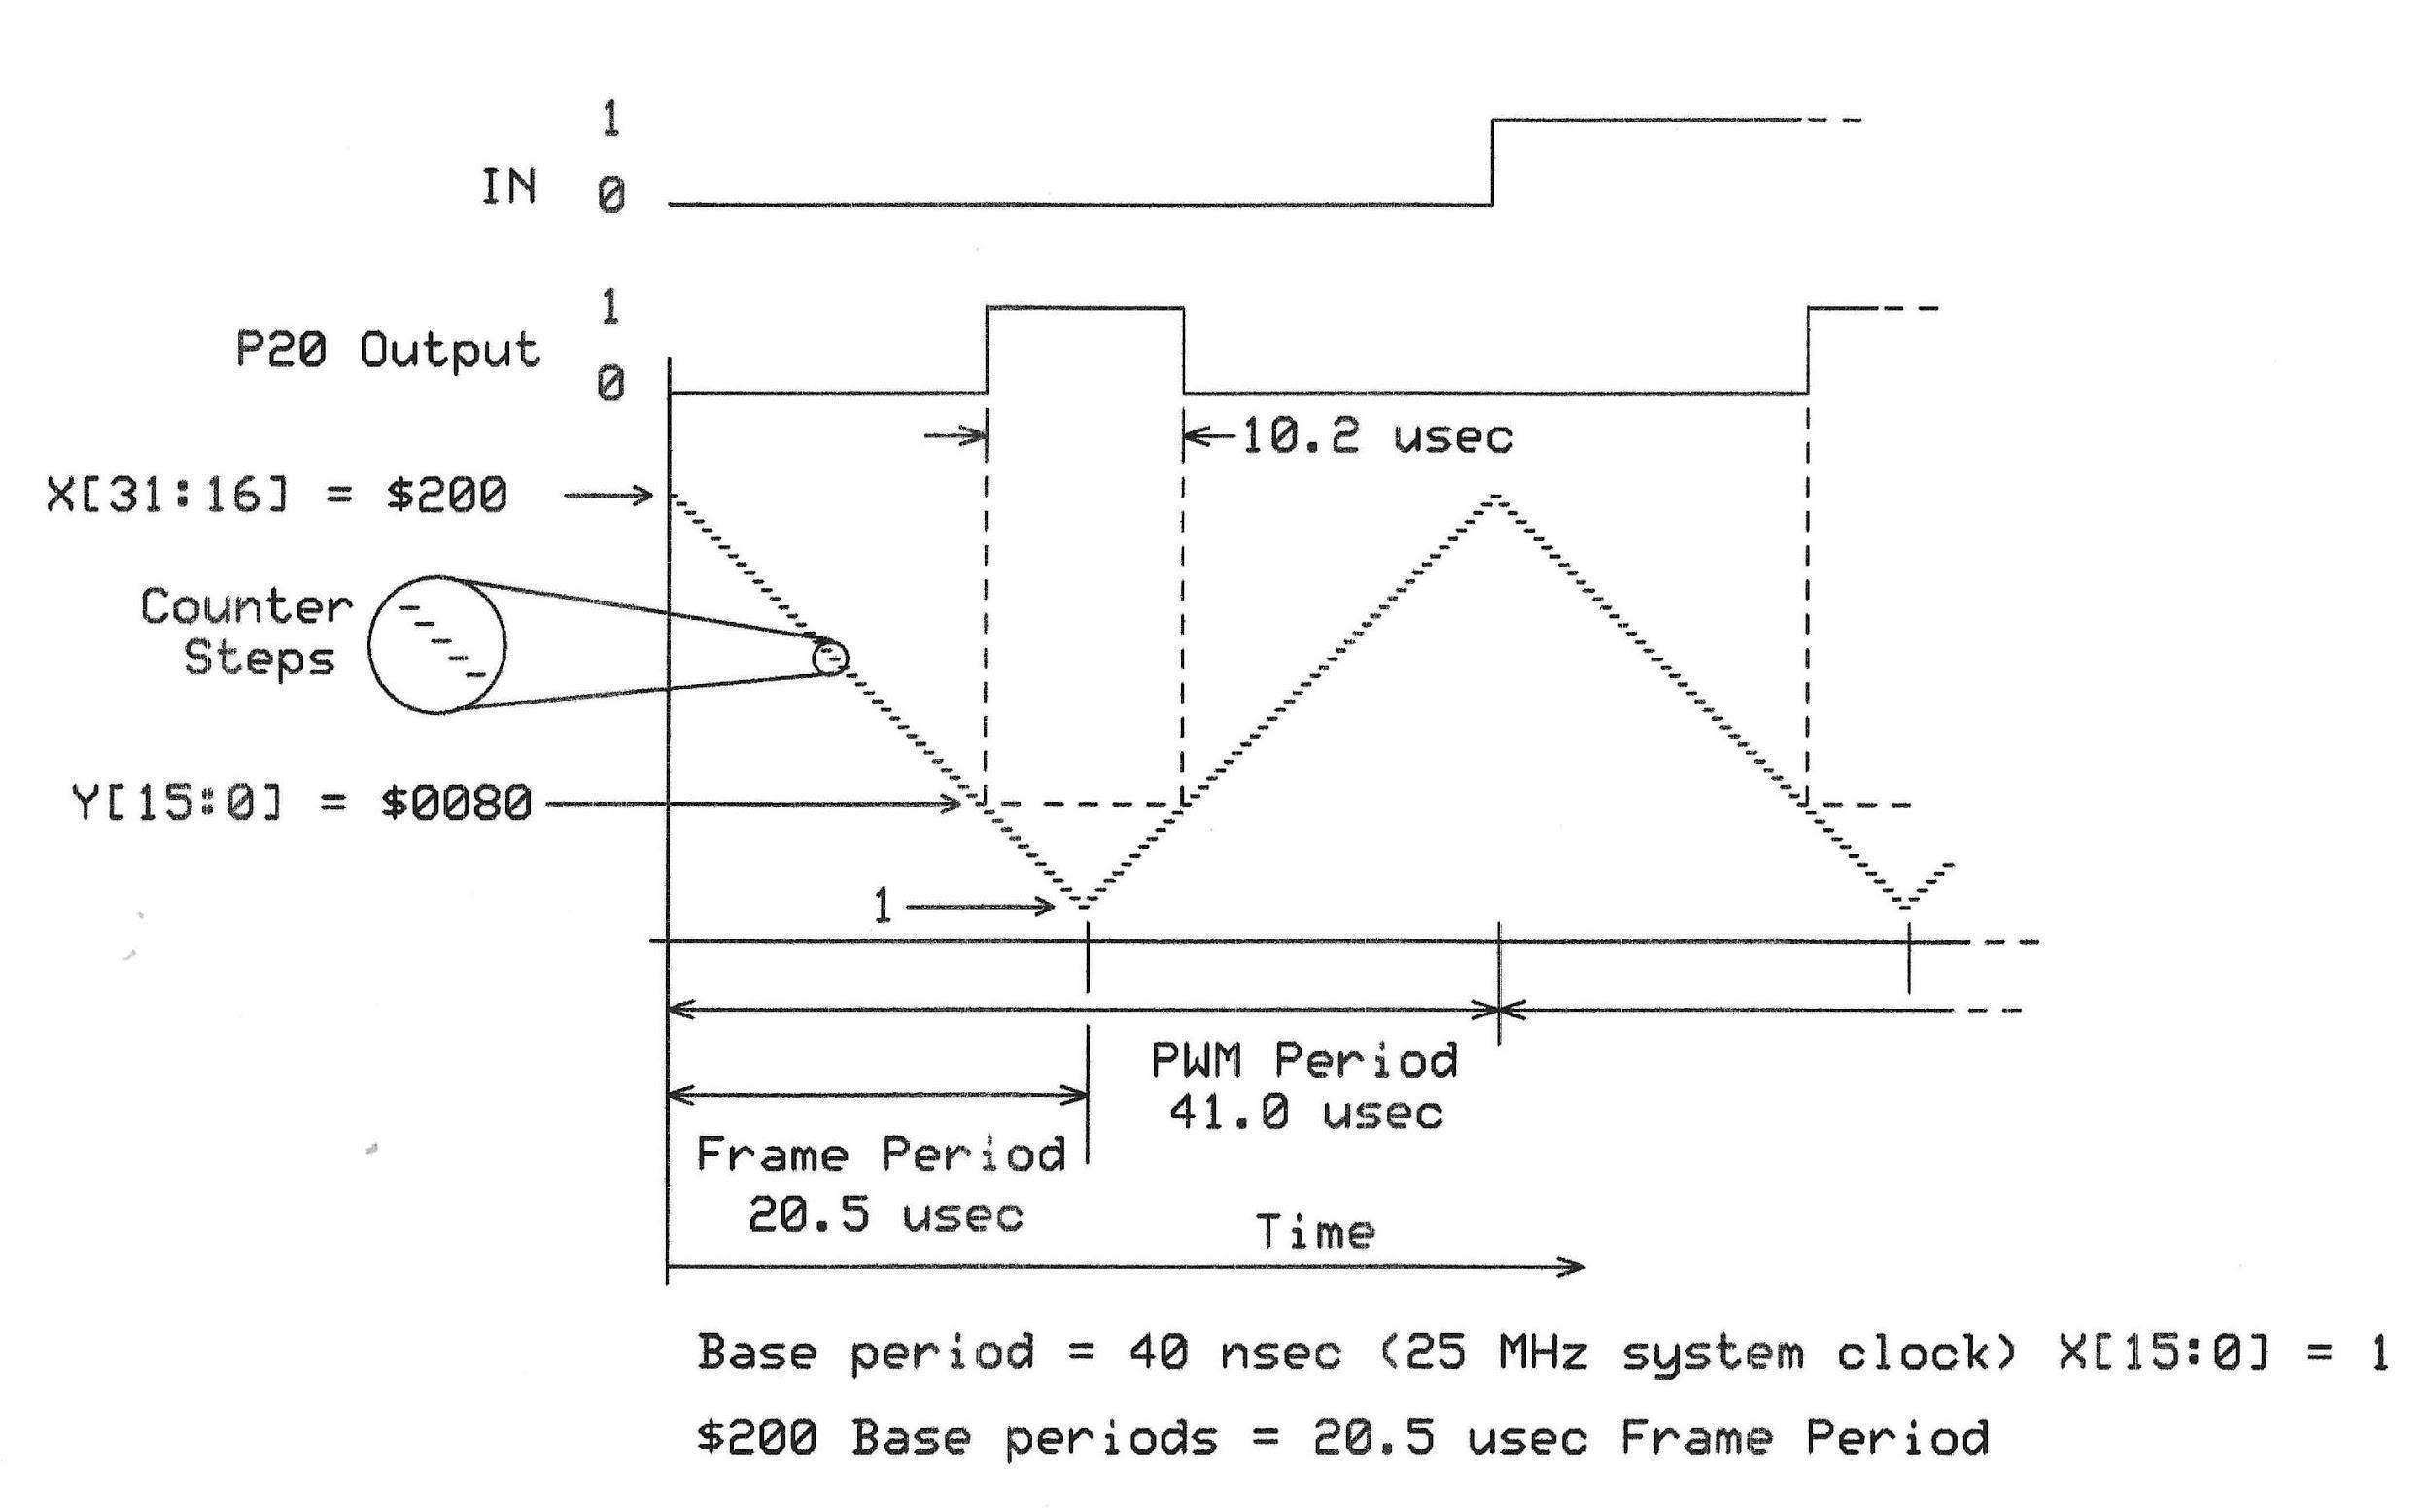 1
IN 0
1
P20 Output
0
10.2 usec
X[31:16] = $200
Counter
Steps
Y[15:0] = $0080
1
PWM Period
41.0 usec
Frame Period
20.5 usec
Time
Base period = 40 nsec (25 MHz system clock) X[15:0] = 1
$200 Base periods = 20.5 usec Frame Period